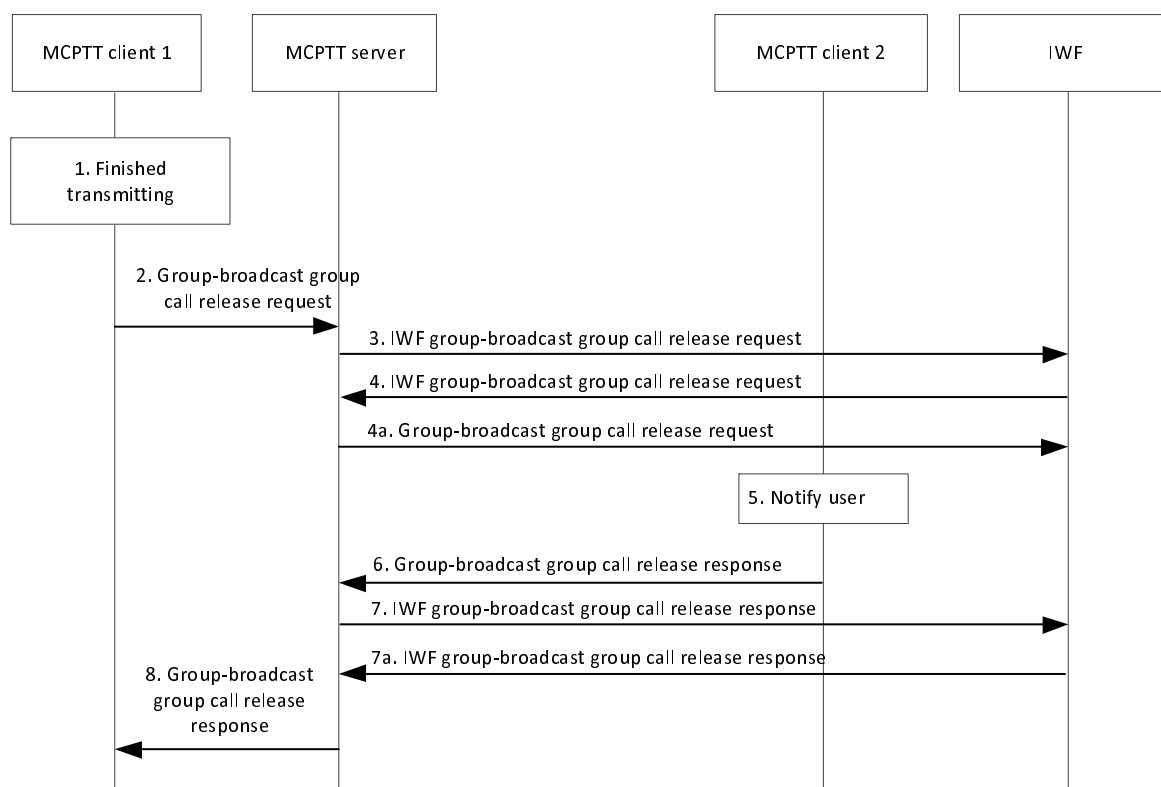 MCPTT client 1
MCPTT server
MCPTT client 2
IWF
1. Finished
transmitting
2. Group-broadcast group
call release request
3. IWF group-broadcast group call release request
4. IWF group-broadcast group call release request
4a. Group-broadcast group call release request
5. Notify user
6. Group-broadcast group call release response
7. IWF group-broadcast group call release response
7a. IWF group-broadcast group call release response
8. Group-broadcast
group call release
response